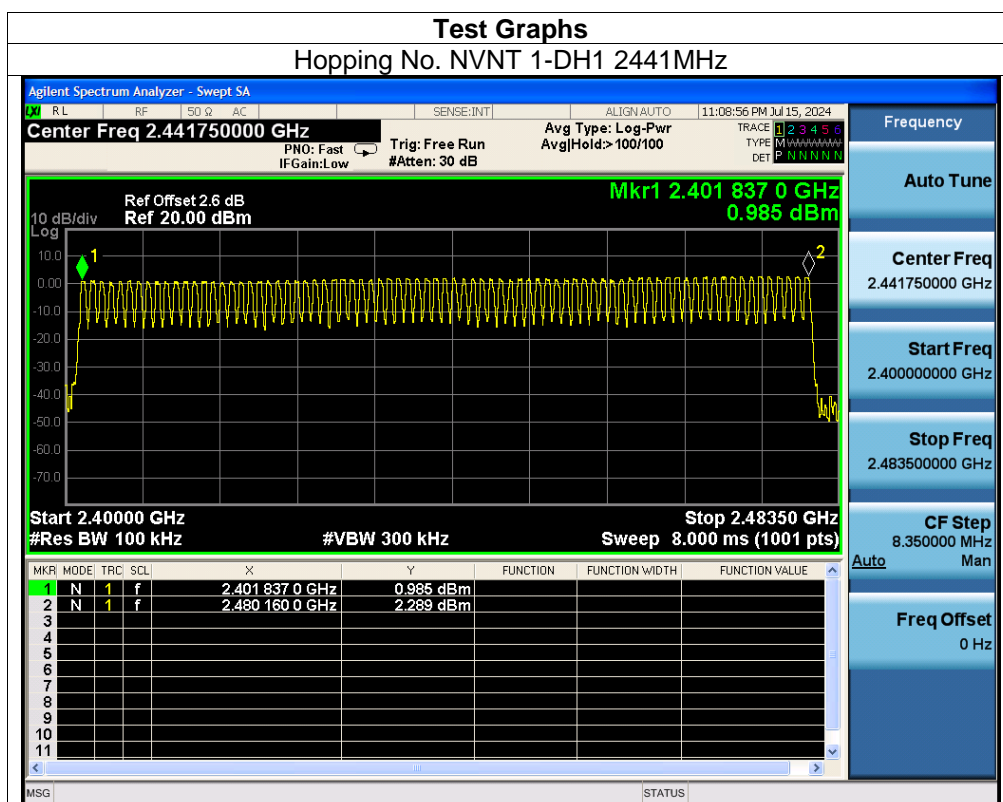 Test Graphs
Hopping No. NVNT 1-DH1 2441MHz
Agilent Spectrum Analyzer - Swept SA
LXI RL RF 50 Ω AC SENSE:INT ALIGN AUTO 11:08:56 PM Jul 15, 2024
Center Freq 2.441750000 GHz
PNO: Fast
IFGain:Low
Trig: Free Run
#Atten: 30 dB
Avg Type: Log-Pwr
Avg|Hold:> 100/100
TRACE 1 2 3 4 5 6
TYPE MWWWWW
DET P N N N N N
Frequency
Mkr1 2.401 837 0 GHz
0.985 dBm
Ref Offset 2.6 dB
10 dB/div Ref 20.00 dBm
Log
10.0
0.00
-10.0
-20.0
-30.0
-40.0
-50.0
-60.0
-70.0
1
2
Start 2.40000 GHz Stop 2.48350 GHz
#Res BW 100 kHz #VBW 300 kHz Sweep 8.000 ms (1001 pts)
MKR MODE TRC SCL X Y FUNCTION FUNCTION WIDTH FUNCTION VALUE
1 N 1 f 2.401 837 0 GHz 0.985 dBm
2 N 1 f 2.480 160 0 GHz 2.289 dBm
3
4
5
6
7
8
9
10
11
MSG STATUS
Auto Tune
Center Freq
2.441750000 GHz
Start Freq
2.400000000 GHz
Stop Freq
2.483500000 GHz
CF Step
8.350000 MHz
Auto Man
Freq Offset
0 Hz